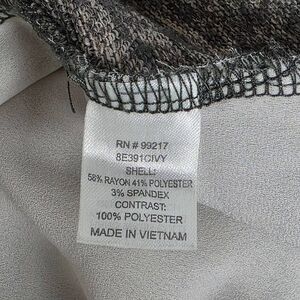 RN # 99217
8E391CIVY
SHELL:
58% RAYON 41% POLYESTER
3% SPANDEX
CONTRAST:
100% POLYESTER
MADE IN VIETNAM